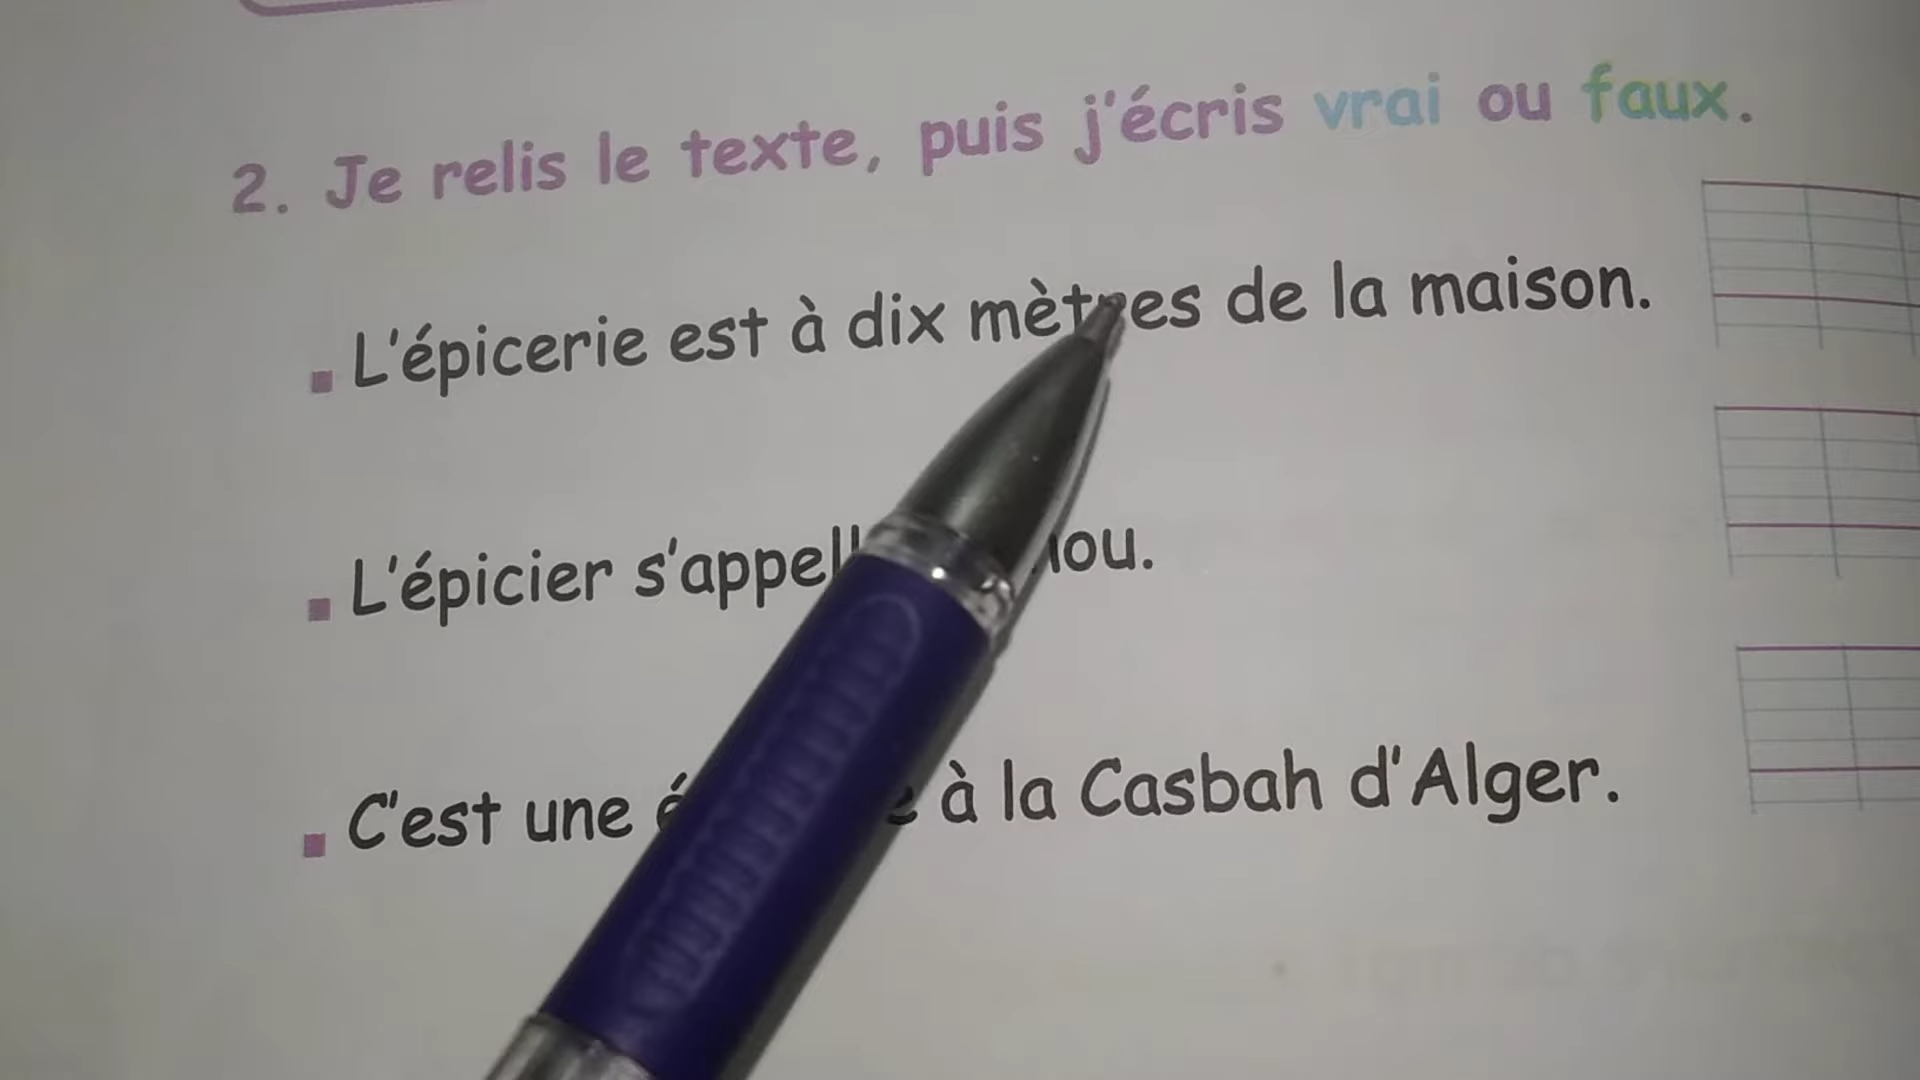 2. Je relis le texte, puis j'écris vrai ou faux.
L'épicerie est à dix mètres de la maison.
L'épicier s'appell
C'est une à la Casbah d'Alger.